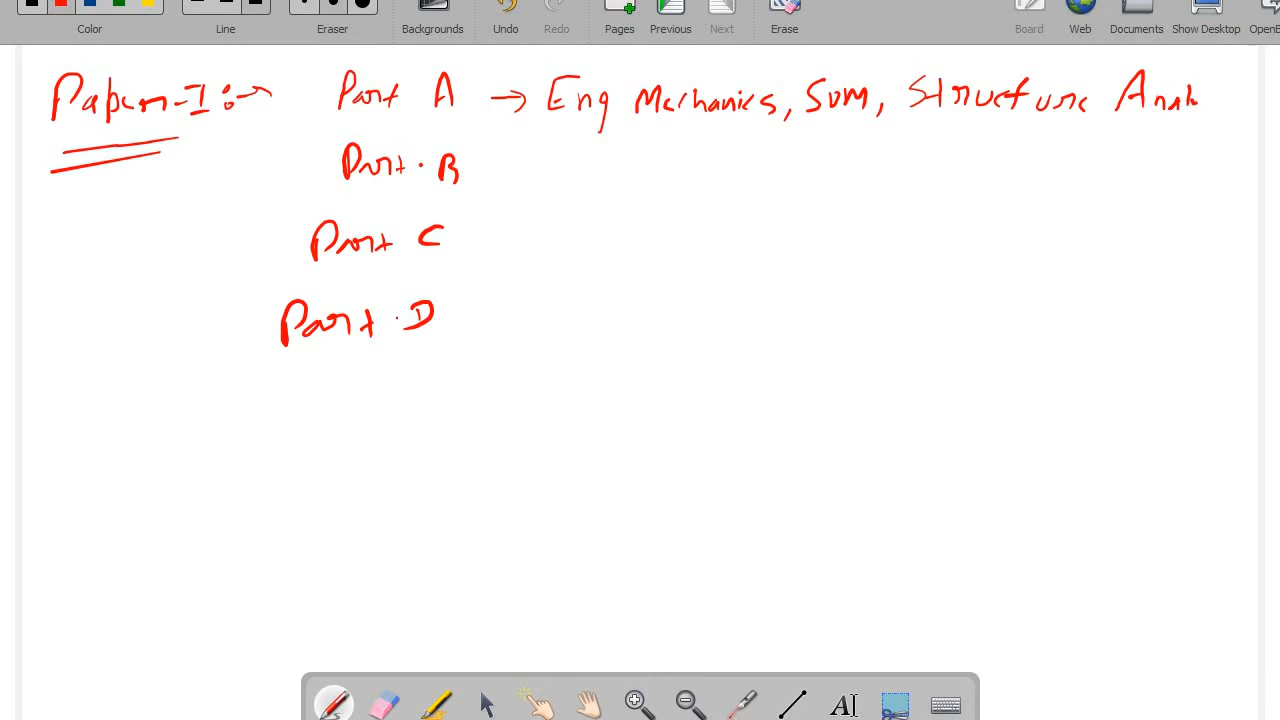 Color Line Eraser Backgrounds Undo Redo Pages Previous Next Erase Board Web Documents Show Desktop OpenB
Paper-I:→ Part A → Eng Mechanics, SOM, Structure Anal
Part B
Part C
Part D
A